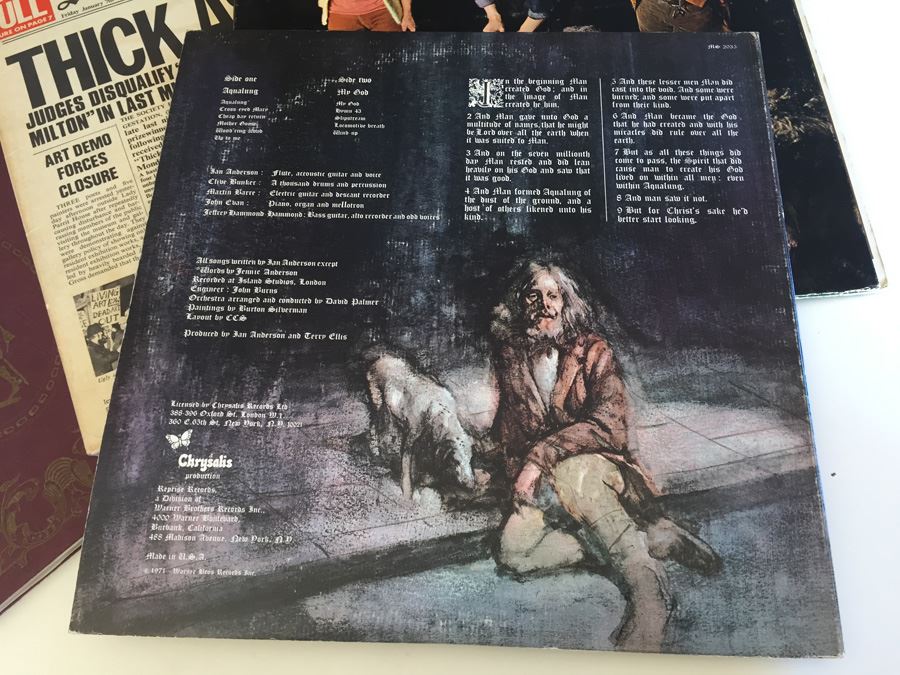 ULL
Friday January 7
URE ON PAGE 7
THICK A
JUDGES DISQUALIFY
MILTON" IN LAST M
ART DEMO
FORCES
CLOSURE
THE SOCIETY
LIVING
ART
DEAD
OUT
MS 2035
Side one
Aqualung
Aqualung*
Cross eyed Mary
Cheap day return
Mother Goose
Wond'ring aloud
Up to me
Side two
My God
My God
Hymn 43
Slipstream
Locomotive breath
Wind-up
Ian Anderson : Flute, accoustic guitar and voice
Clive Bunker : A thousand drums and percussion
Martin Barre : Electric guitar and descant recorder
John Evan : Piano, organ and mellotron
Jeffrey Hammond Hammond: Bass guitar, alto recorder and odd voices
All songs written by Ian Anderson except
*Words by Jennie Anderson
Recorded at Island Studios, London
Engineer : John Burns
Orchestra arranged and conducted by David Palmer
Paintings by Burton Silverman
Layout by CCS
Produced by Ian Anderson and Terry Ellis
In the beginning Man
created God; and in
the image of Man
created he him.
2 And Man gave unto God a
multitude of names, that he might
be Lord over all the earth when
it was suited to Man.
3 And on the seven millionth
day Man rested and did lean
heavily on his God and saw that
it was good.
4 And Man formed Aqualung of
the dust of the ground, and a
host of others likened unto his
kind.
5 And these lesser men Man did
cast into the void. And some were
burned; and some were put apart
from their kind.
6 And Man became the God
that he had created and with his
miracles did rule over all the
earth.
7 But as all these things did
come to pass, the Spirit that did
cause man to create his God
lived on within all men: even
within Aqualung.
8 And man saw it not.
9 But for Christ's sake he'd
better start looking.
Licensed by Chrysalis Records Ltd
388-396 Oxford St. London W.1.,
360 E.65th St, New York, N.Y. 10021
Chrysalis
production
Reprise Records,
a Division of
Warner Brothers Records Inc.,
4000 Warner Boulevard,
Burbank, California
488 Madison Avenue, New York, N.Y.
Made in U.S.A.
© 1971 - Warner Bros Records Inc.